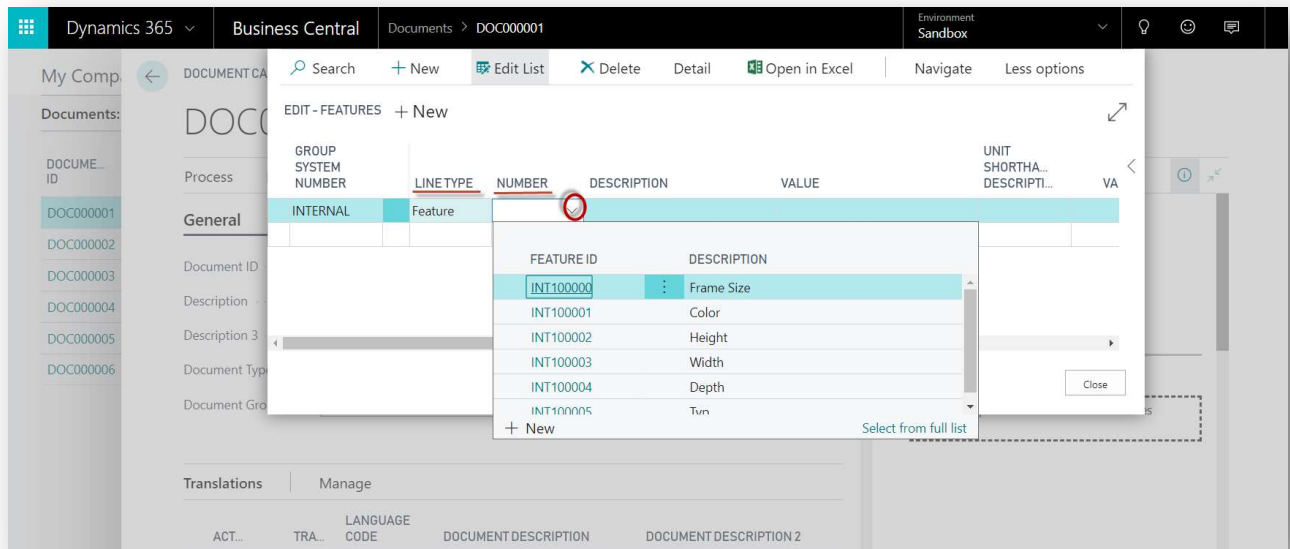 Dynamics 365
Business Central
Documents > DOC000001
Environment
Sandbox
My Comp
DOCUMENT CA
Search
New
Edit List
Delete
Detail
Open in Excel
Navigate
Less options
Documents:
DOC0
EDIT - FEATURES
New
DOCUME...
ID
Process
GROUP
SYSTEM
NUMBER
LINE TYPE
NUMBER
DESCRIPTION
VALUE
UNIT
SHORTHA...
DESCRIPTI...
VA
DOC000001
General
INTERNAL
Feature
DOC000002
FEATURE ID
DESCRIPTION
Document ID
DOC000003
INT100000
Frame Size
Description
DOC000004
INT100001
Color
Description 3
DOC000005
INT100002
Height
Document Typ
DOC000006
INT100003
Width
INT100004
Depth
Close
Document Gro
INT100005
Typ
es
New
Select from full list
Translations
Manage
ACT...
TRA...
LANGUAGE
CODE
DOCUMENT DESCRIPTION
DOCUMENT DESCRIPTION 2